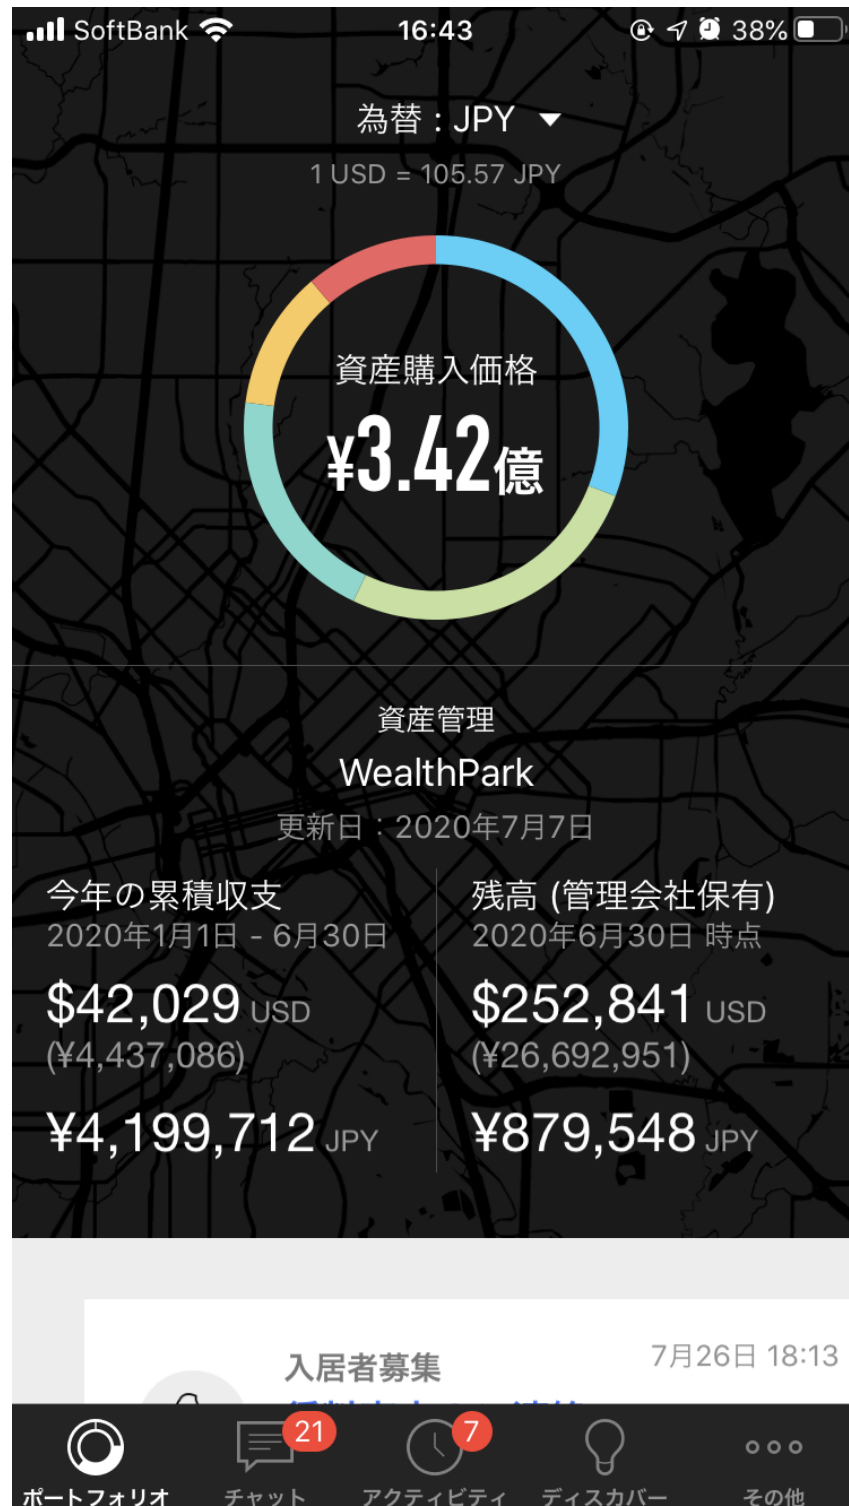 SoftBank 16:43 38%
為替：JPY
1 USD = 105.57 JPY
資産購入価格
¥3.42億
資産管理
WealthPark
更新日：2020年7月7日
今年の累積収支
2020年1月1日 - 6月30日
$42,029 USD
(¥4,437,086)
¥4,199,712 JPY
残高 (管理会社保有)
2020年6月30日 時点
$252,841 USD
(¥26,692,951)
¥879,548 JPY
入居者募集 7月26日 18:13
21 7
ポートフォリオ チャット アクティビティ ディスカバー その他